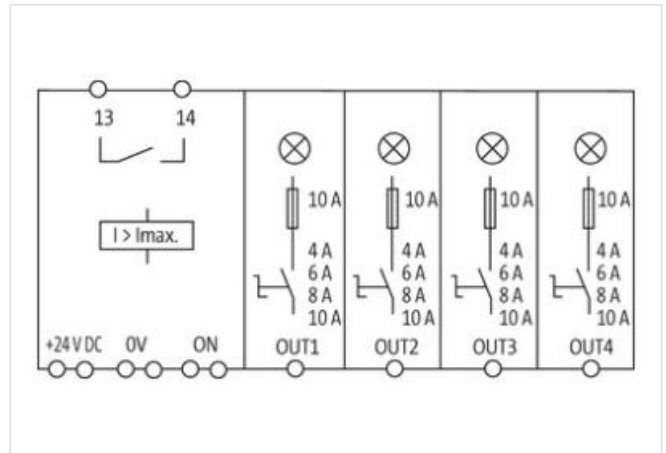 13 14
I > Imax.
10 A 10 A 10 A 10 A
4 A 4 A 4 A 4 A
6 A 6 A 6 A 6 A
8 A 8 A 8 A 8 A
10 A 10 A 10 A 10 A
+24 V DC 0V ON OUT1 OUT2 OUT3 OUT4